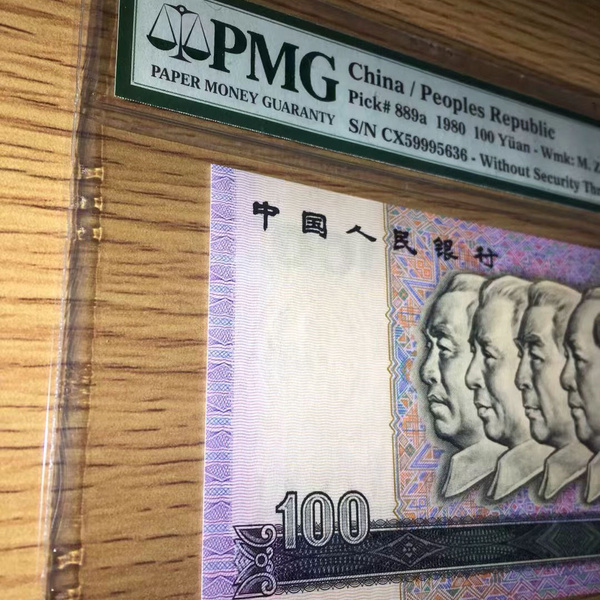 PMG
PAPER MONEY GUARANTY
China / Peoples Republic
Pick# 889a 1980 100 Yüan - Wmk: M. Z
S/N CX59995636 - Without Security Thr
中国人民银行
100